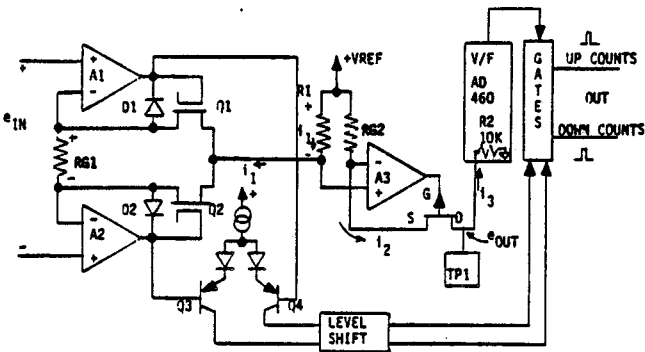 +VREF
V/F
AD
460
R2
10K
G
A
T
E
S
UP COUNTS
OUT
DOWN COUNTS
+
A1
-
D1
Q1
R1
+
i1
-
RG2
-
A3
+
G
S
D
i3
eOUT
TP1
i2
eIN
+
RG1
-
i1
+
D2
Q2
-
A2
+
-
Q3
Q4
LEVEL
SHIFT